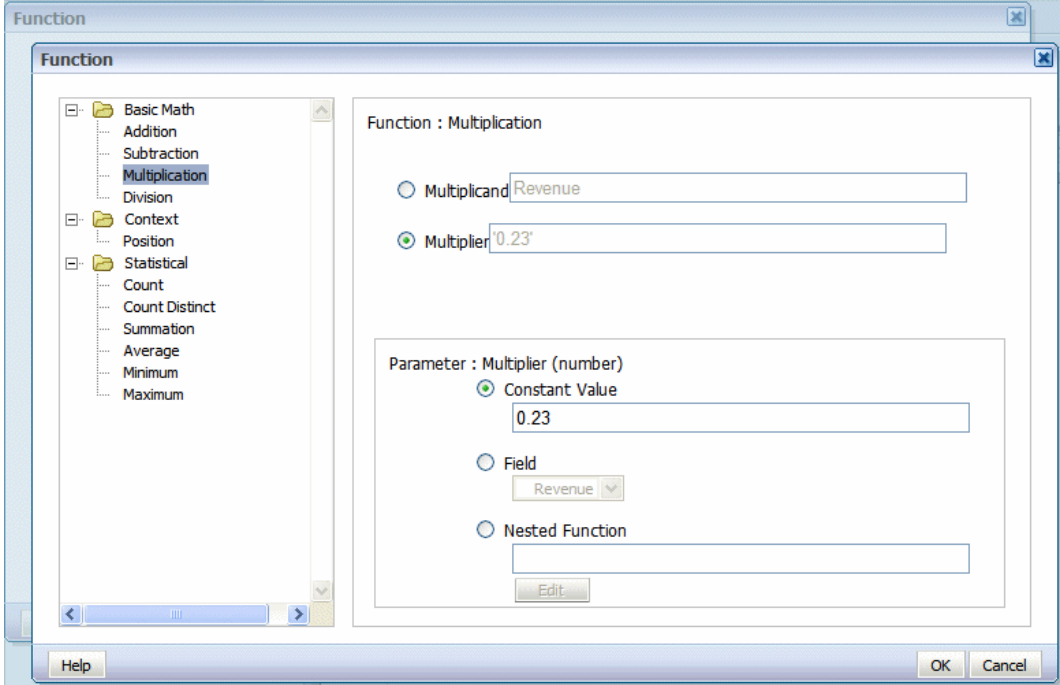 Function
Function
Basic Math
Addition
Subtraction
Multiplication
Division
Context
Position
Statistical
Count
Count Distinct
Summation
Average
Minimum
Maximum
Function : Multiplication
Multiplicand Revenue
Multiplier '0.23'
Parameter : Multiplier (number)
Constant Value
0.23
Field
Revenue
Nested Function
Edit
Help
OK Cancel